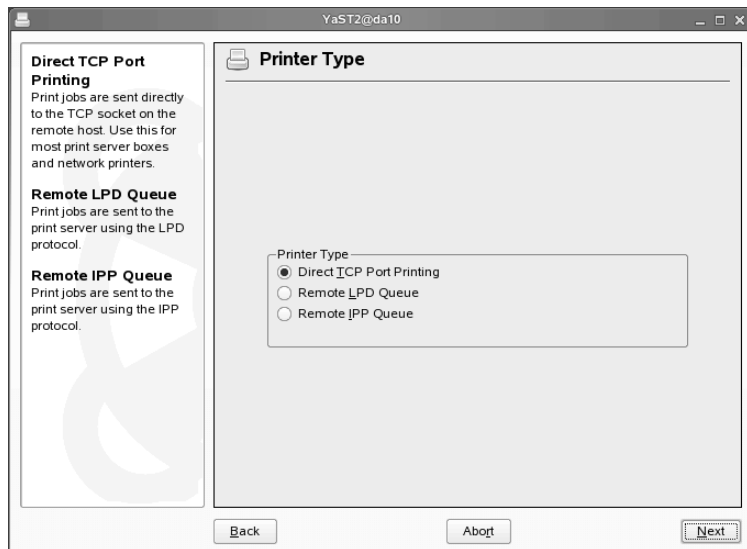 YaST2@da10
Direct TCP Port
Printing
Print jobs are sent directly
to the TCP socket on the
remote host. Use this for
most print server boxes
and network printers.
Remote LPD Queue
Print jobs are sent to the
print server using the LPD
protocol.
Remote IPP Queue
Print jobs are sent to the
print server using the IPP
protocol.
Printer Type
Printer Type
Direct TCP Port Printing
Remote LPD Queue
Remote IPP Queue
Back
Abort
Next